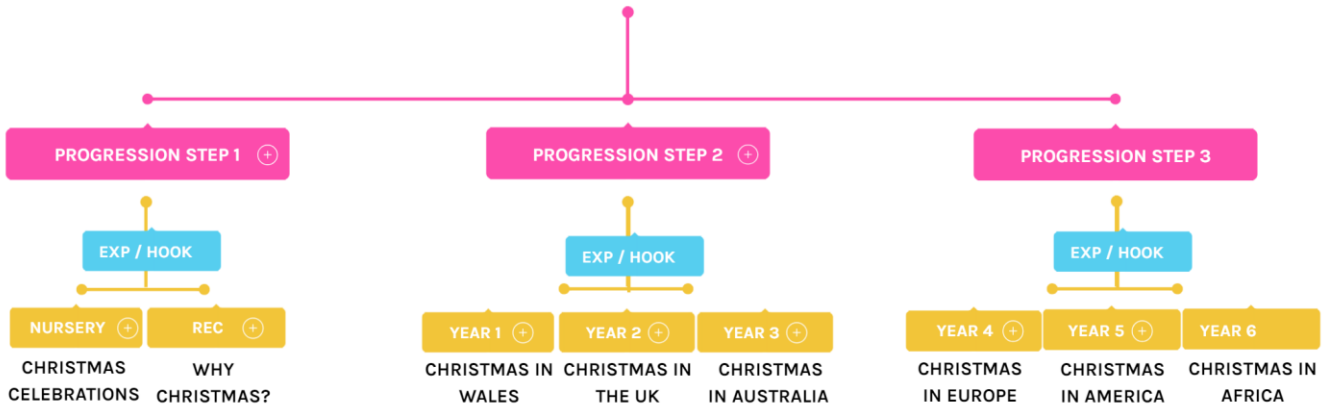 PROGRESSION STEP 1
PROGRESSION STEP 2
PROGRESSION STEP 3
EXP / HOOK
EXP / HOOK
EXP / HOOK
NURSERY
REC
YEAR 1
YEAR 2
YEAR 3
YEAR 4
YEAR 5
YEAR 6
CHRISTMAS
CELEBRATIONS
WHY
CHRISTMAS?
CHRISTMAS IN
WALES
CHRISTMAS IN
THE UK
CHRISTMAS
IN AUSTRALIA
CHRISTMAS
IN EUROPE
CHRISTMAS
IN AMERICA
CHRISTMAS IN
AFRICA